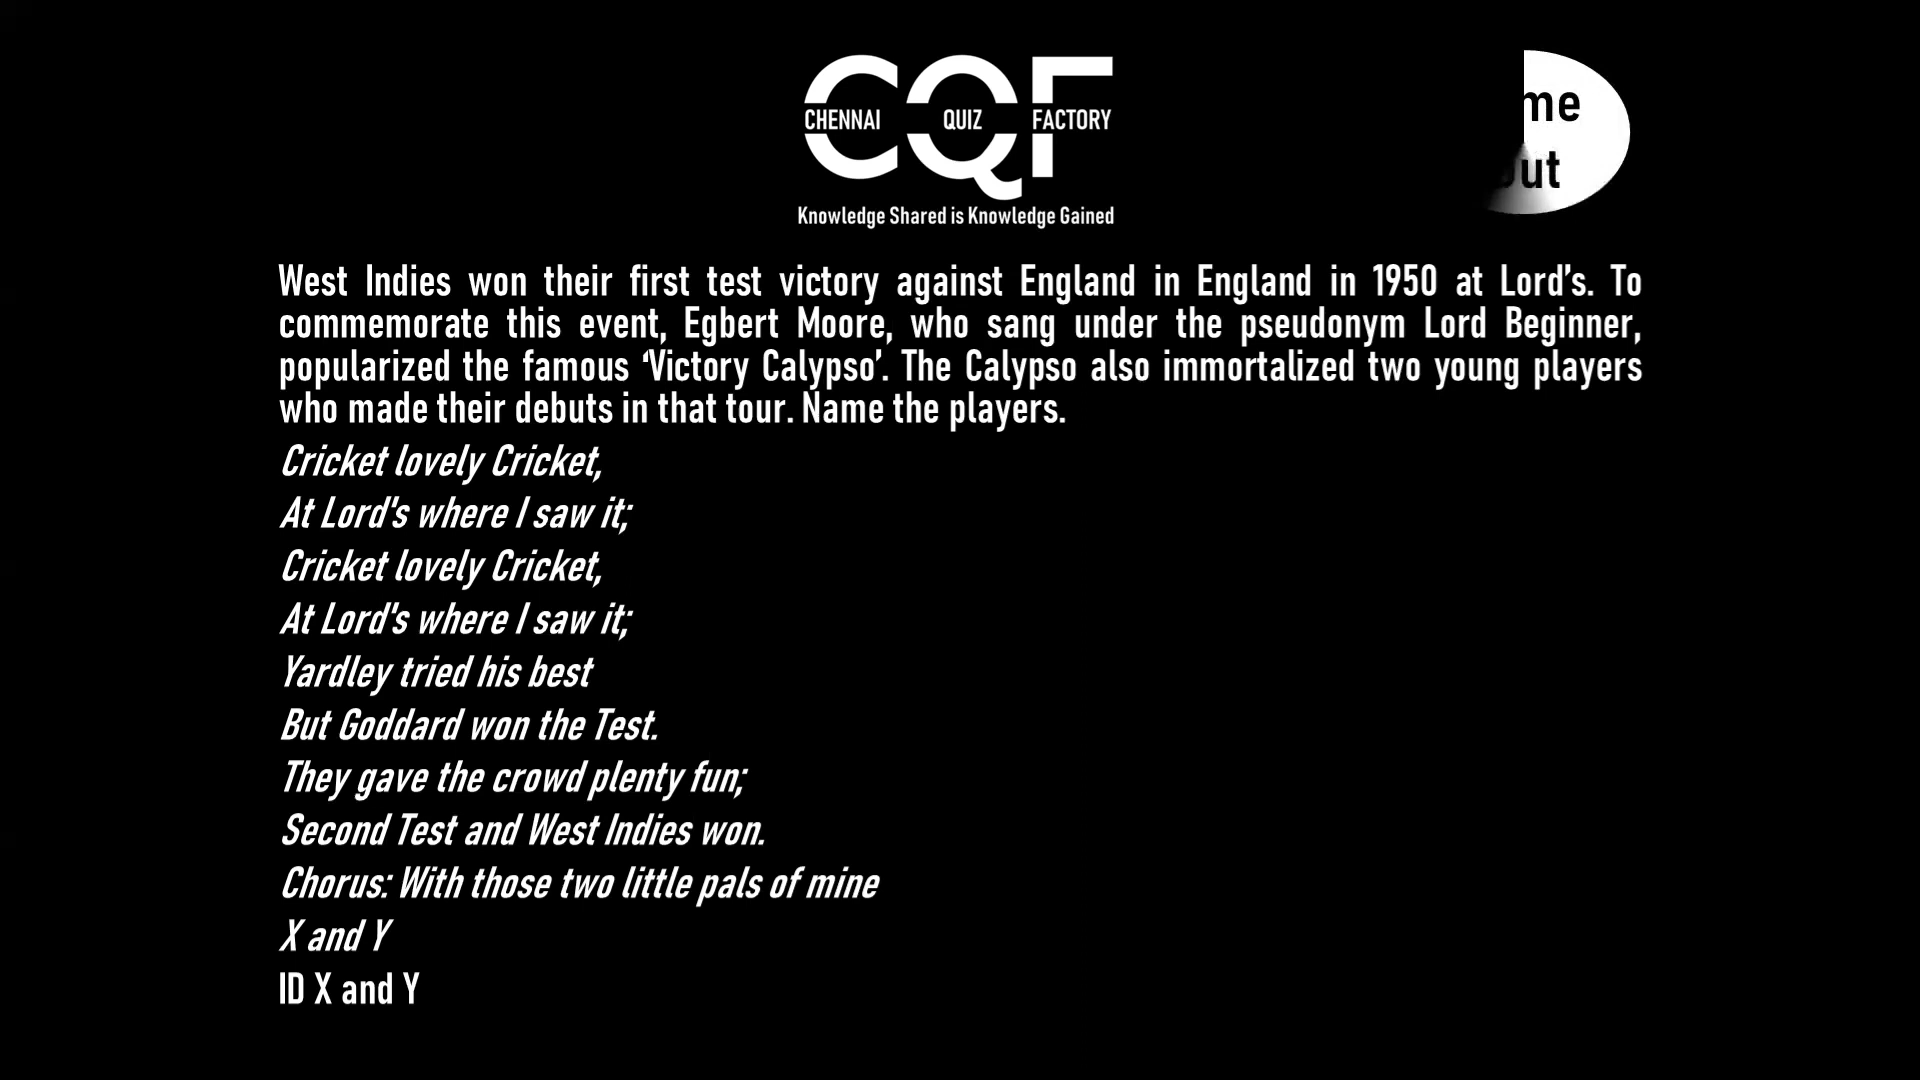 CQF
CHENNAI QUIZ FACTORY
Knowledge Shared is Knowledge Gained
me
out
West Indies won their first test victory against England in England in 1950 at Lord’s. To
commemorate this event, Egbert Moore, who sang under the pseudonym Lord Beginner,
popularized the famous ‘Victory Calypso’. The Calypso also immortalized two young players
who made their debuts in that tour. Name the players.
Cricket lovely Cricket,
At Lord's where I saw it;
Cricket lovely Cricket,
At Lord's where I saw it;
Yardley tried his best
But Goddard won the Test.
They gave the crowd plenty fun;
Second Test and West Indies won.
Chorus: With those two little pals of mine
X and Y
ID X and Y